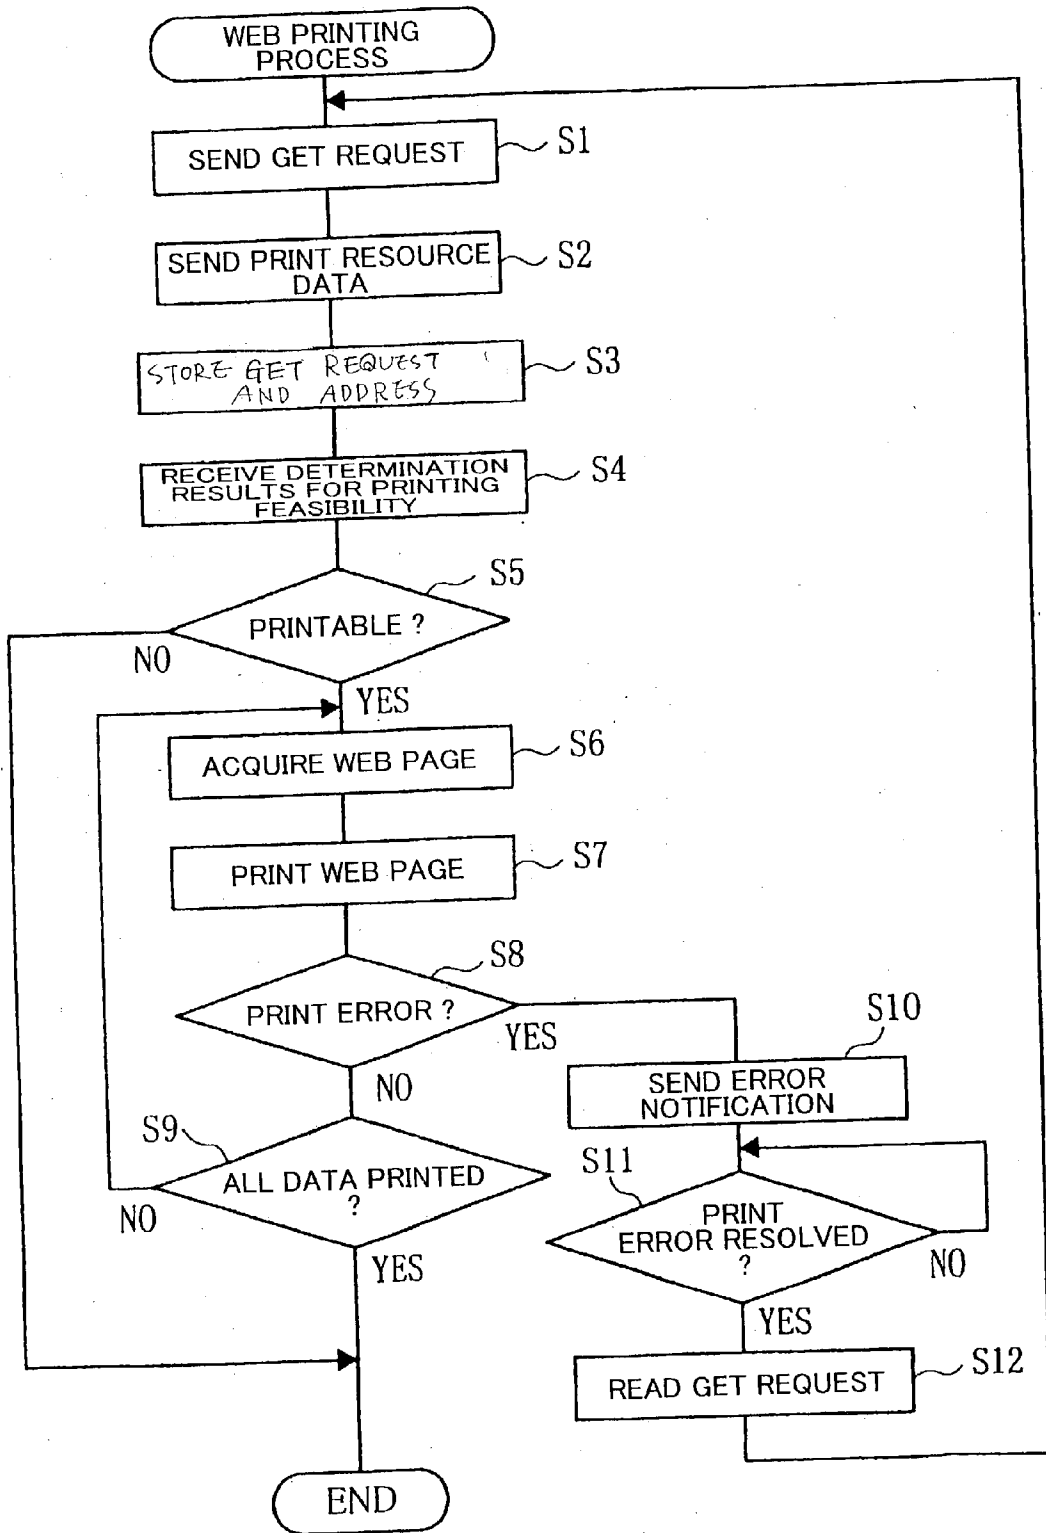 WEB PRINTING
PROCESS
SEND GET REQUEST
S1
SEND PRINT RESOURCE
DATA
S2
STORE GET REQUEST
AND ADDRESS
S3
RECEIVE DETERMINATION
RESULTS FOR PRINTING
FEASIBILITY
S4
S5
PRINTABLE ?
NO
YES
ACQUIRE WEB PAGE
S6
PRINT WEB PAGE
S7
S8
PRINT ERROR ?
YES
NO
S10
SEND ERROR
NOTIFICATION
S9
ALL DATA PRINTED
?
NO
YES
S11
PRINT
ERROR RESOLVED
?
NO
YES
READ GET REQUEST
S12
END